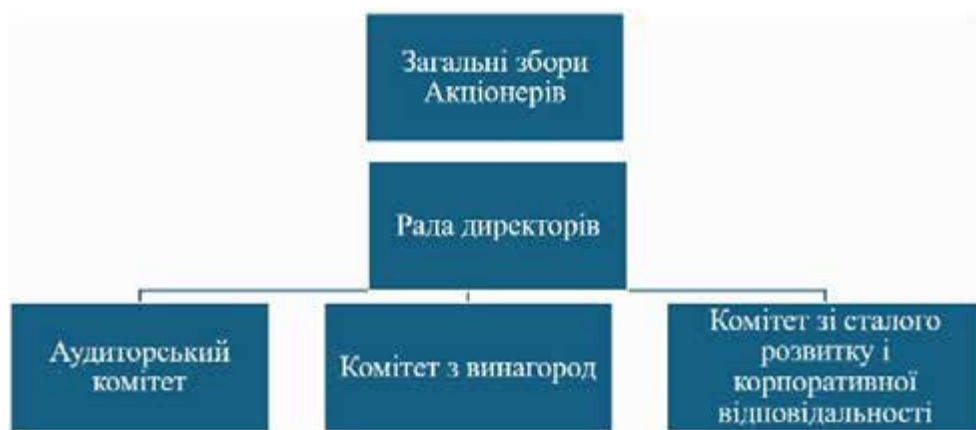 Загальні збори
Акціонерів
Рада директорів
Аудиторський
комітет
Комітет з винагород
Комітет зі сталого
розвитку і
корпоративної
відповідальності